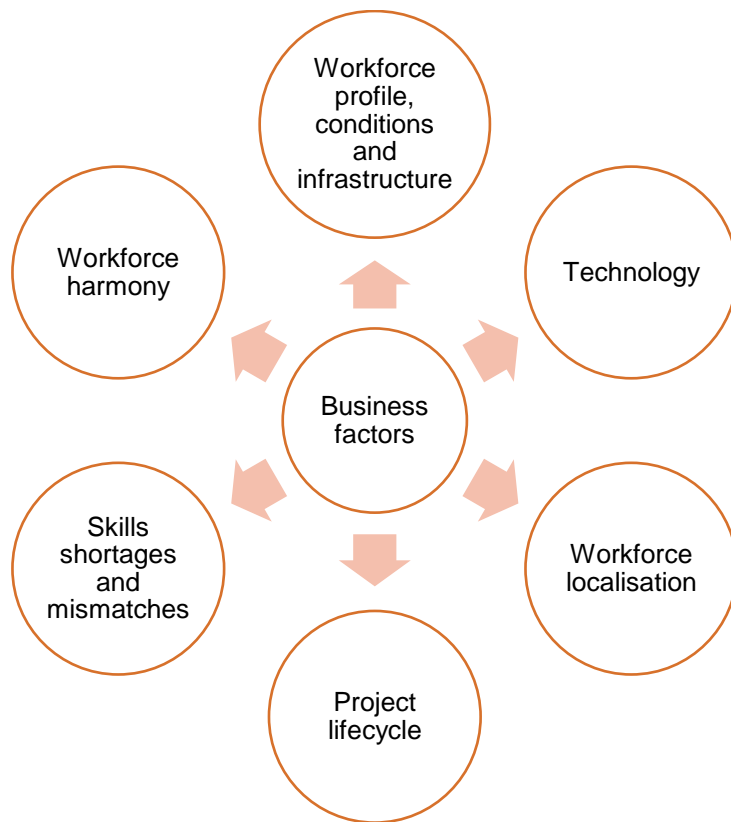 Workforce
profile,
conditions
and
infrastructure
Workforce
harmony
Technology
Business
factors
Skills
shortages
and
mismatches
Workforce
localisation
Project
lifecycle